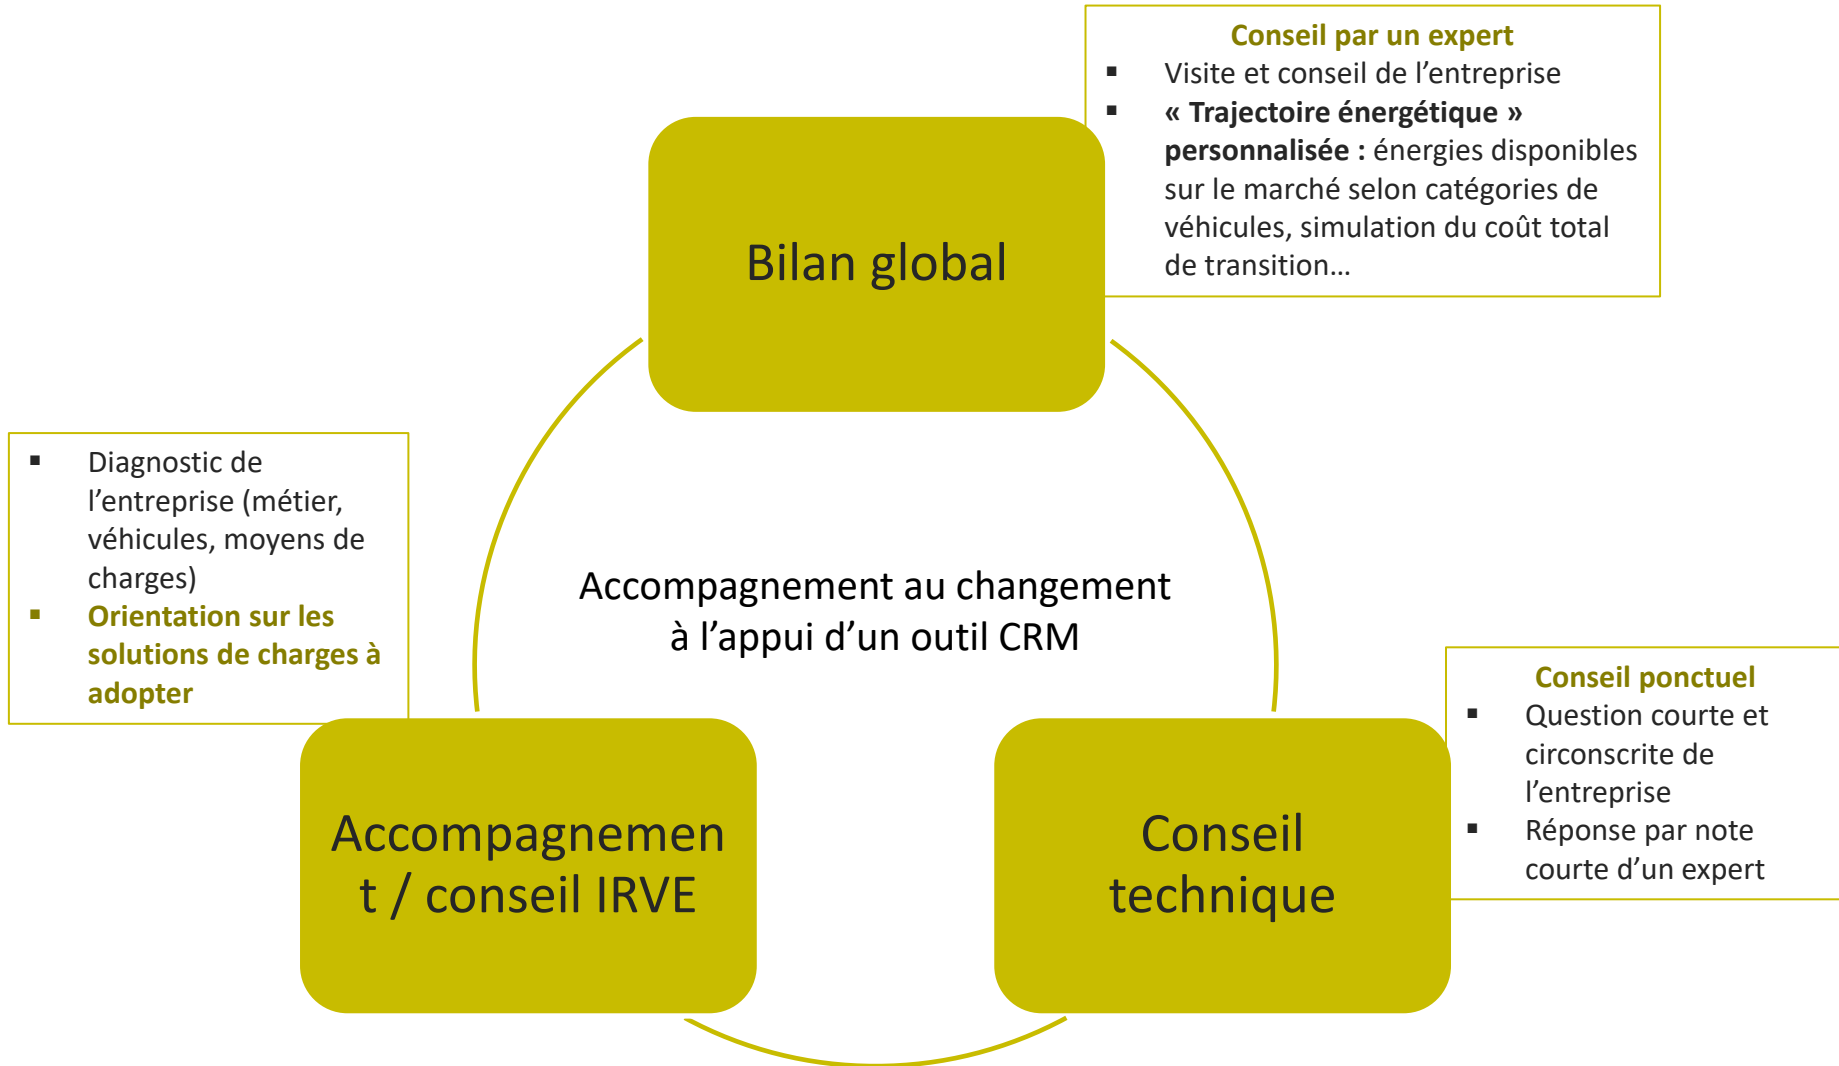 Conseil par un expert
▪ Visite et conseil de l’entreprise
▪ « Trajectoire énergétique »
personnalisée : énergies disponibles
sur le marché selon catégories de
véhicules, simulation du coût total
de transition…
Bilan global
▪ Diagnostic de
l’entreprise (métier,
véhicules, moyens de
charges)
▪ Orientation sur les
solutions de charges à
adopter
Accompagnement au changement
à l’appui d’un outil CRM
Conseil ponctuel
▪ Question courte et
circonscrite de
l’entreprise
▪ Réponse par note
courte d’un expert
Accompagnemen
t / conseil IRVE
Conseil
technique